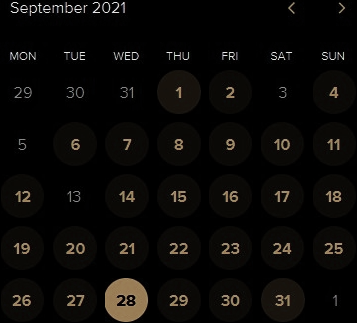 September 2021
MON TUE WED THU FRI SAT SUN
29 30 31 1 2 3 4
5 6 7 8 9 10 11
12 13 14 15 16 17 18
19 20 21 22 23 24 25
26 27 28 29 30 31 1